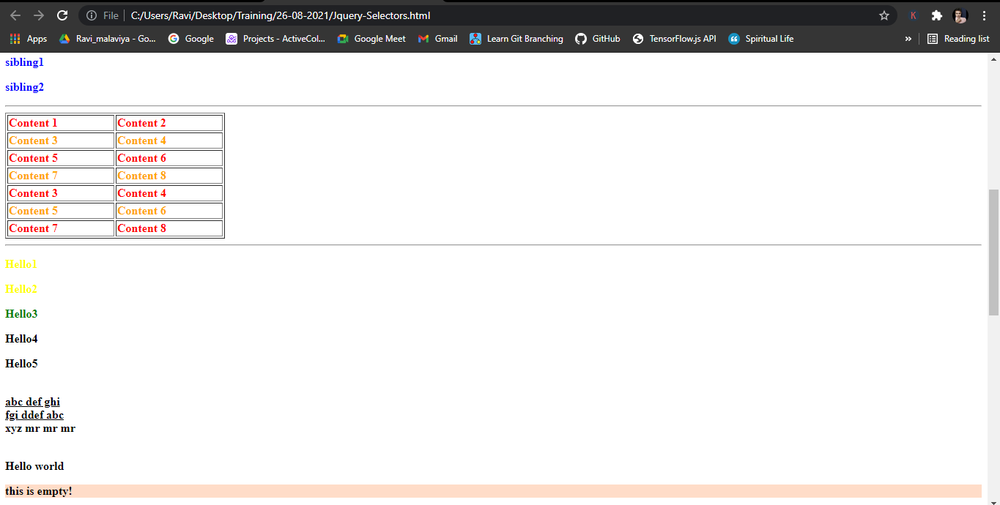 File C:/Users/Ravi/Desktop/Training/26-08-2021/Jquery-Selectors.html K
Apps Ravi_malaviya - Go... Google Projects - ActiveCol... Google Meet Gmail Learn Git Branching GitHub TensorFlow.js API Spiritual Life » Reading list
sibling1
sibling2
Content 1 Content 2
Content 3 Content 4
Content 5 Content 6
Content 7 Content 8
Content 3 Content 4
Content 5 Content 6
Content 7 Content 8
Hello1
Hello2
Hello3
Hello4
Hello5
abc def ghi
fgi ddef abc
xyz mr mr mr
Hello world
this is empty!